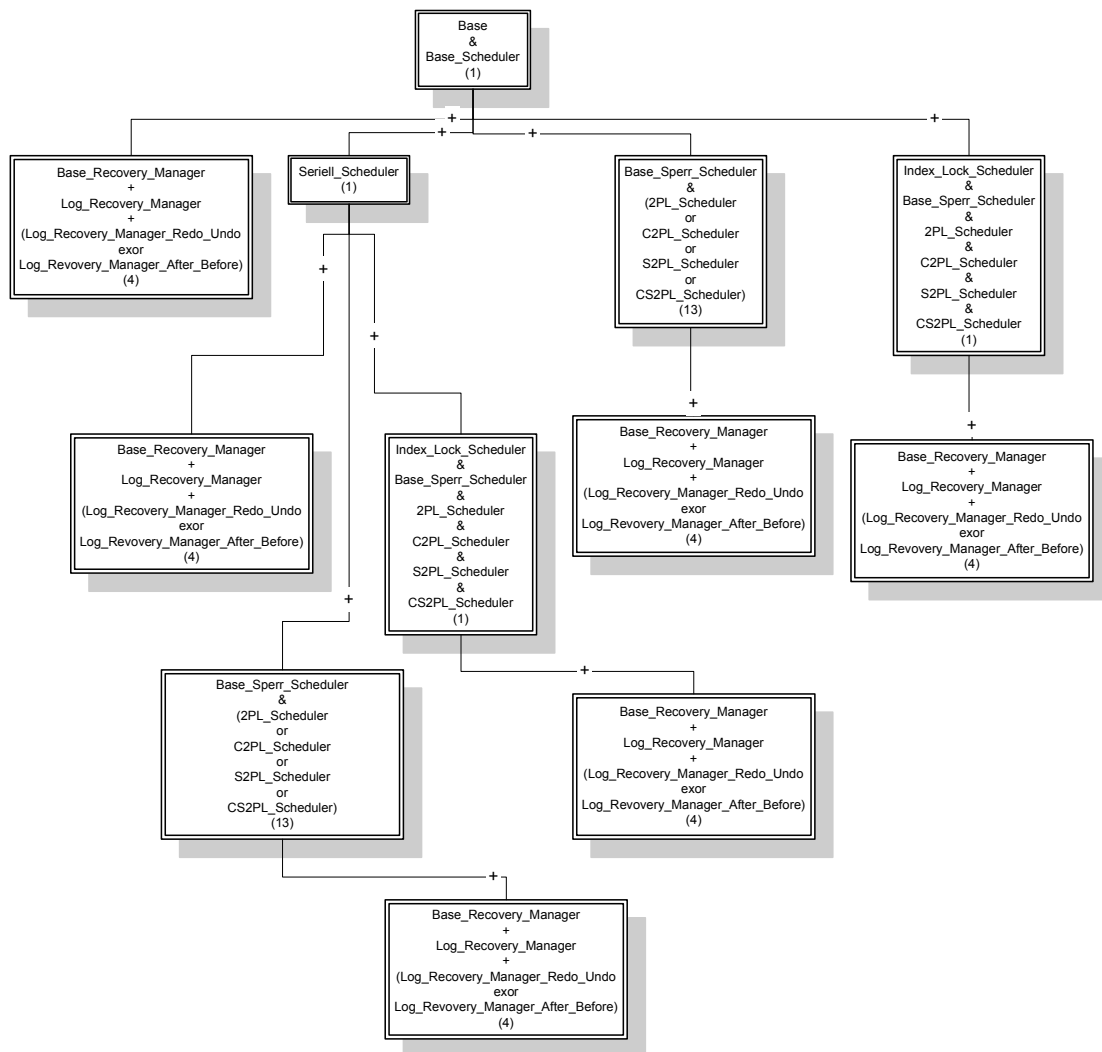 Base
&
Base_Scheduler
(1)
+
+
+
+
Base_Recovery_Manager
+
Log_Recovery_Manager
+
(Log_Recovery_Manager_Redo_Undo
exor
Log_Revovery_Manager_After_Before)
(4)
Seriell_Scheduler
(1)
Base_Sperr_Scheduler
&
(2PL_Scheduler
or
C2PL_Scheduler
or
S2PL_Scheduler
or
CS2PL_Scheduler)
(13)
Index_Lock_Scheduler
&
Base_Sperr_Scheduler
&
2PL_Scheduler
&
C2PL_Scheduler
&
S2PL_Scheduler
&
CS2PL_Scheduler
(1)
+
+
+
+
+
Base_Recovery_Manager
+
Log_Recovery_Manager
+
(Log_Recovery_Manager_Redo_Undo
exor
Log_Revovery_Manager_After_Before)
(4)
Index_Lock_Scheduler
&
Base_Sperr_Scheduler
&
2PL_Scheduler
&
C2PL_Scheduler
&
S2PL_Scheduler
&
CS2PL_Scheduler
(1)
Base_Recovery_Manager
+
Log_Recovery_Manager
+
(Log_Recovery_Manager_Redo_Undo
exor
Log_Revovery_Manager_After_Before)
(4)
Base_Recovery_Manager
+
Log_Recovery_Manager
+
(Log_Recovery_Manager_Redo_Undo
exor
Log_Revovery_Manager_After_Before)
(4)
+
+
Base_Sperr_Scheduler
&
(2PL_Scheduler
or
C2PL_Scheduler
or
S2PL_Scheduler
or
CS2PL_Scheduler)
(13)
Base_Recovery_Manager
+
Log_Recovery_Manager
+
(Log_Recovery_Manager_Redo_Undo
exor
Log_Revovery_Manager_After_Before)
(4)
+
Base_Recovery_Manager
+
Log_Recovery_Manager
+
(Log_Recovery_Manager_Redo_Undo
exor
Log_Revovery_Manager_After_Before)
(4)